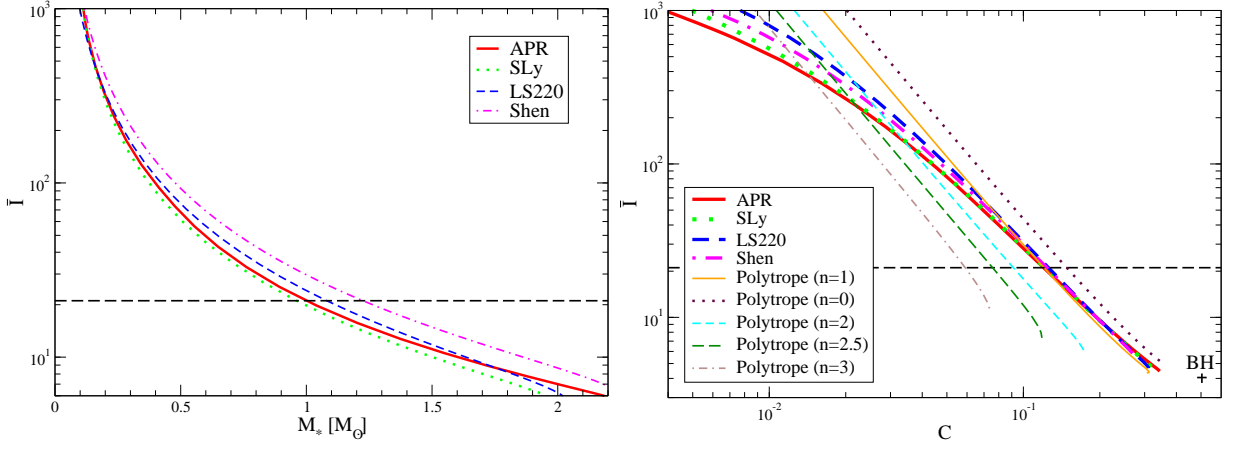 10³
10²
10¹
Ī
0
0.5
1
1.5
2
M* [M⊙]
APR
SLy
LS220
Shen
10³
10²
10¹
Ī
10⁻²
10⁻¹
C
APR
SLy
LS220
Shen
Polytrope (n=1)
Polytrope (n=0)
Polytrope (n=2)
Polytrope (n=2.5)
Polytrope (n=3)
BH